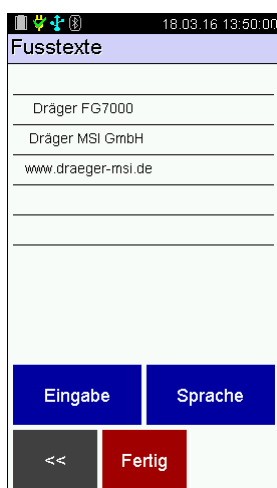 18.03.16 13:50:00
Fusstexte
Dräger FG7000
Dräger MSI GmbH
www.draeger-msi.de
Eingabe Sprache
<< Fertig